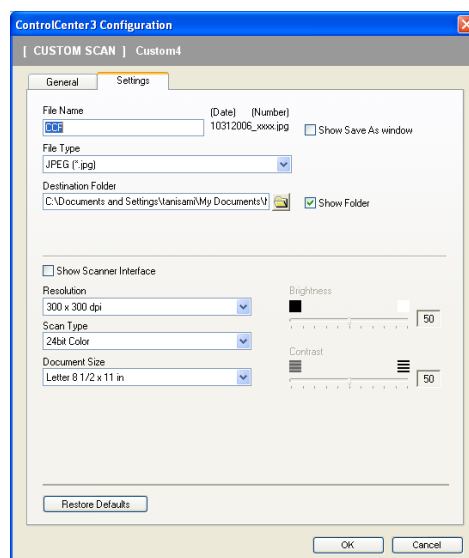 ControlCenter3 Configuration
[ CUSTOM SCAN ] Custom4
General Settings
File Name (Date) (Number)
CCF 10312006_xxxx.jpg Show Save As window
File Type
JPEG (*.jpg)
Destination Folder
C:\Documents and Settings\tanisami\My Documents\ Show Folder
Show Scanner Interface
Resolution Brightness
300 x 300 dpi 50
Scan Type
24bit Color Contrast
Document Size
Letter 8 1/2 x 11 in 50
Restore Defaults
OK Cancel